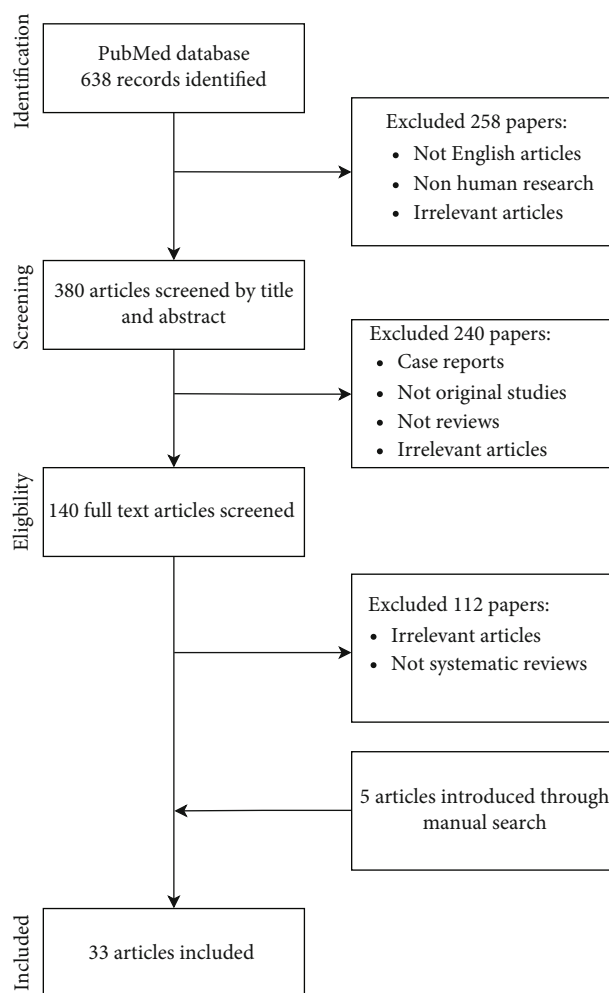 Identification
PubMed database
638 records identified
Excluded 258 papers:
• Not English articles
• Non human research
• Irrelevant articles
Screening
380 articles screened by title
and abstract
Excluded 240 papers:
• Case reports
• Not original studies
• Not reviews
• Irrelevant articles
Eligbility
140 full text articles screened
Excluded 112 papers:
• Irrelevant articles
• Not systematic reviews
5 articles introduced through
manual search
Included
33 articles included